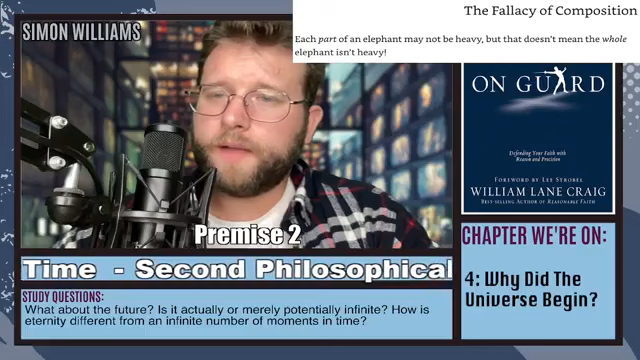 SIMON WILLIAMS
The Fallacy of Composition
Each part of an elephant may not be heavy, but that doesn't mean the whole
elephant isn't heavy!
ON GUARD
Defending Your Faith with
Reason and Precision
FOREWORD BY LEE STROBEL
WILLIAM LANE CRAIG
BEST-SELLING AUTHOR OF REASONABLE FAITH
Premise 2
Time - Second Philosophical
STUDY QUESTIONS:
What about the future? Is it actually or merely potentially infinite? How is
eternity different from an infinite number of moments in time?
CHAPTER WE'RE ON:
4: Why Did The
Universe Begin?